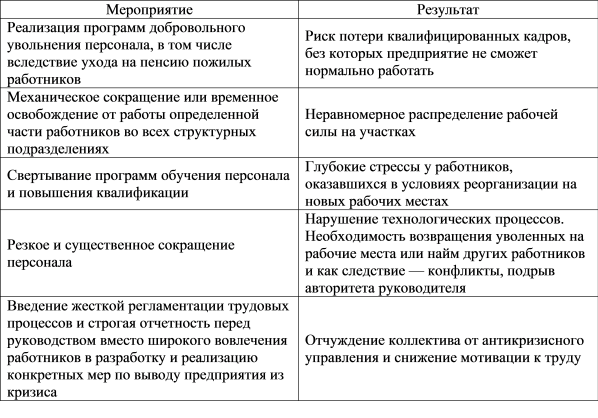 Мероприятие
Результат
Реализация программ добровольного
увольнения персонала, в том числе
вследствие ухода на пенсию пожилых
работников
Риск потери квалифицированных кадров,
без которых предприятие не сможет
нормально работать
Механическое сокращение или временное
освобождение от работы определенной
части работников во всех структурных
подразделениях
Неравномерное распределение рабочей
силы на участках
Свертывание программ обучения персонала
и повышения квалификации
Глубокие стрессы у работников,
оказавшихся в условиях реорганизации на
новых рабочих местах
Резкое и существенное сокращение
персонала
Нарушение технологических процессов.
Необходимость возвращения уволенных на
рабочие места или найм других работников
и как следствие — конфликты, подрыв
авторитета руководителя
Введение жесткой регламентации трудовых
процессов и строгая отчетность перед
руководством вместо широкого вовлечения
работников в разработку и реализацию
конкретных мер по выводу предприятия из
кризиса
Отчуждение коллектива от антикризисного
управления и снижение мотивации к труду